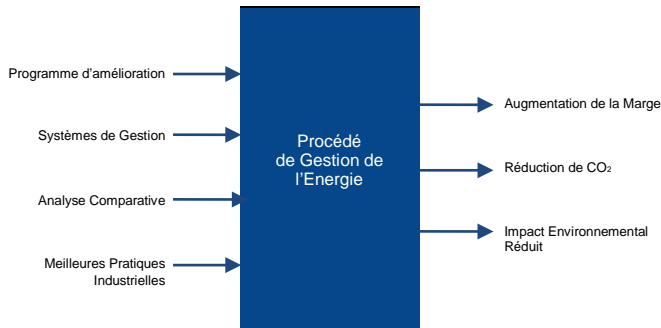 Programme d'amélioration
Systèmes de Gestion
Analyse Comparative
Meilleures Pratiques
Industrielles
Procédé
de Gestion de
l'Energie
Augmentation de la Marge
Réduction de CO₂
Impact Environnemental
Réduit